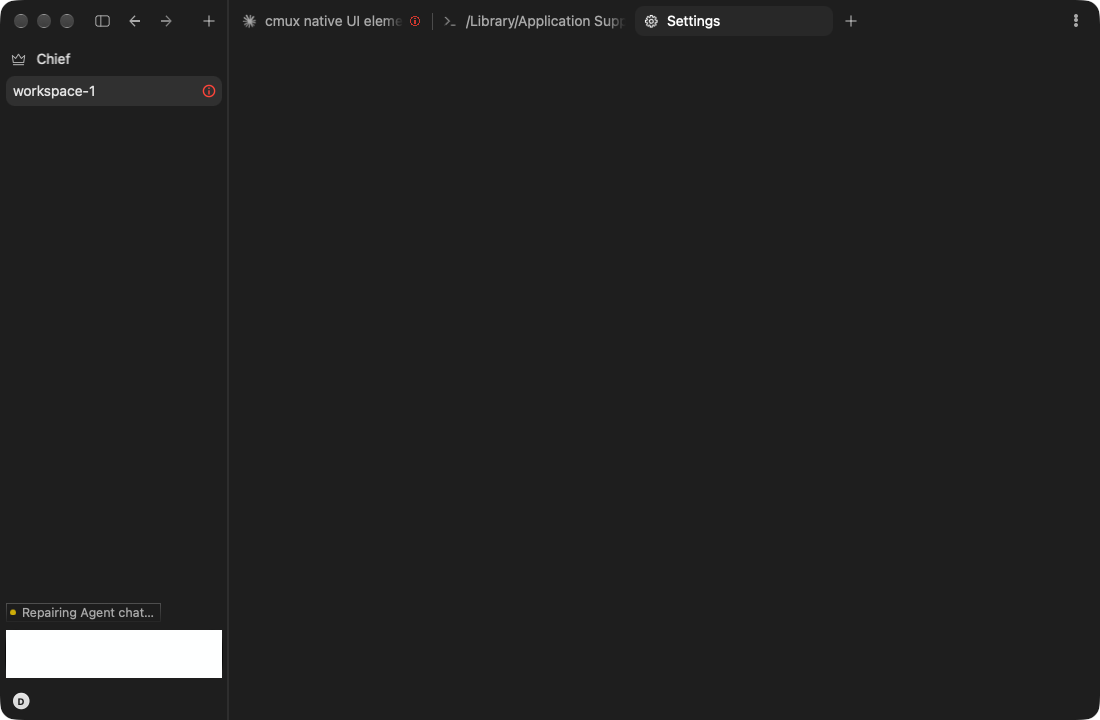 cmux native UI eleme
/Library/Application Supp
Settings
Chief
workspace-1
Repairing Agent chat...
D